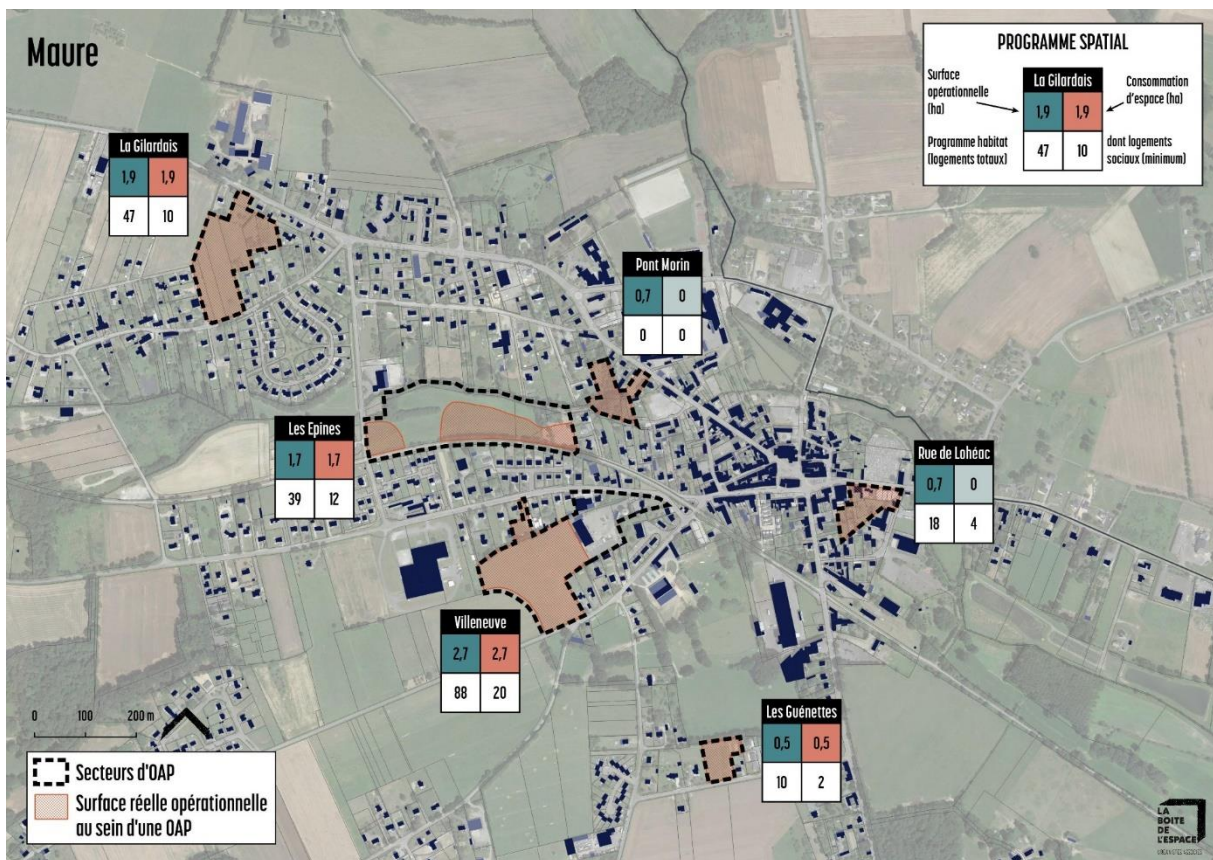 Maure
PROGRAMME SPATIAL
Surface
opérationnelle
(ha)
La Gilardais
1,9 1,9
47 10
Consommation
d'espace (ha)
Programme habitat
(logements totaux)
dont logements
sociaux (minimum)
La Gilardais
1,9 1,9
47 10
Pont Morin
0,7 0
0 0
Les Epines
1,7 1,7
39 12
Rue de Lohéac
0,7 0
18 4
Villeneuve
2,7 2,7
88 20
Les Guénettes
0,5 0,5
10 2
0 100 200 m
Secteurs d'OAP
Surface réelle opérationnelle
au sein d'une OAP
LA
BOITE
DE
L'ESPACE